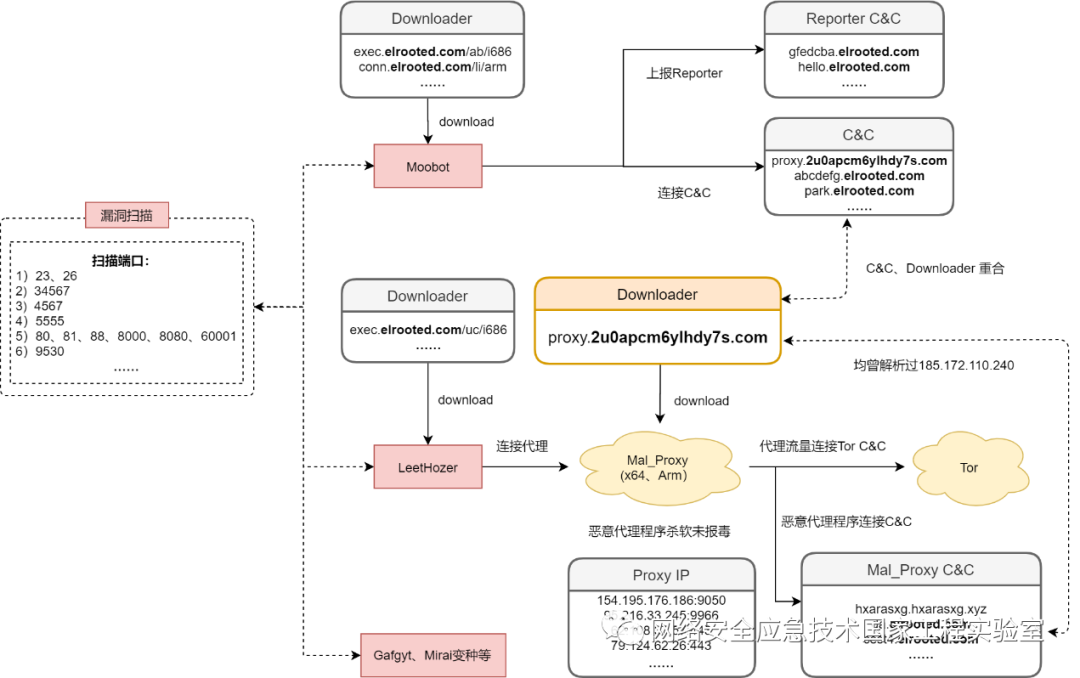 Downloader
exec.elrooted.com/ab/i686
conn.elrooted.com/li/arm
......
download
Moobot
上报Reporter
连接C&C
Reporter C&C
gfedcba.elrooted.com
hello.elrooted.com
......
C&C
proxy.2u0apcm6ylhdy7s.com
abcdefg.elrooted.com
park.elrooted.com
......
C&C、Downloader 重合
漏洞扫描
扫描端口:
1）23、26
2）34567
3）4567
4）5555
5）80、81、88、8000、8080、60001
6）9530
......
Downloader
exec.elrooted.com/uc/i686
......
download
LeetHozer
连接代理
Downloader
proxy.2u0apcm6ylhdy7s.com
download
均曾解析过185.172.110.240
Mal_Proxy
(x64、Arm）
恶意代理程序杀软未报毒
代理流量连接Tor C&C
Tor
恶意代理程序连接C&C
Proxy IP
154.195.176.186:9050
79.124.62.26:443
......
Mal_Proxy C&C
hxarasxg.hxarasxg.xyz
.elrooted.com
.elrooted.com
......
Gafgyt、Mirai变种等
网络安全应急技术国家工程实验室